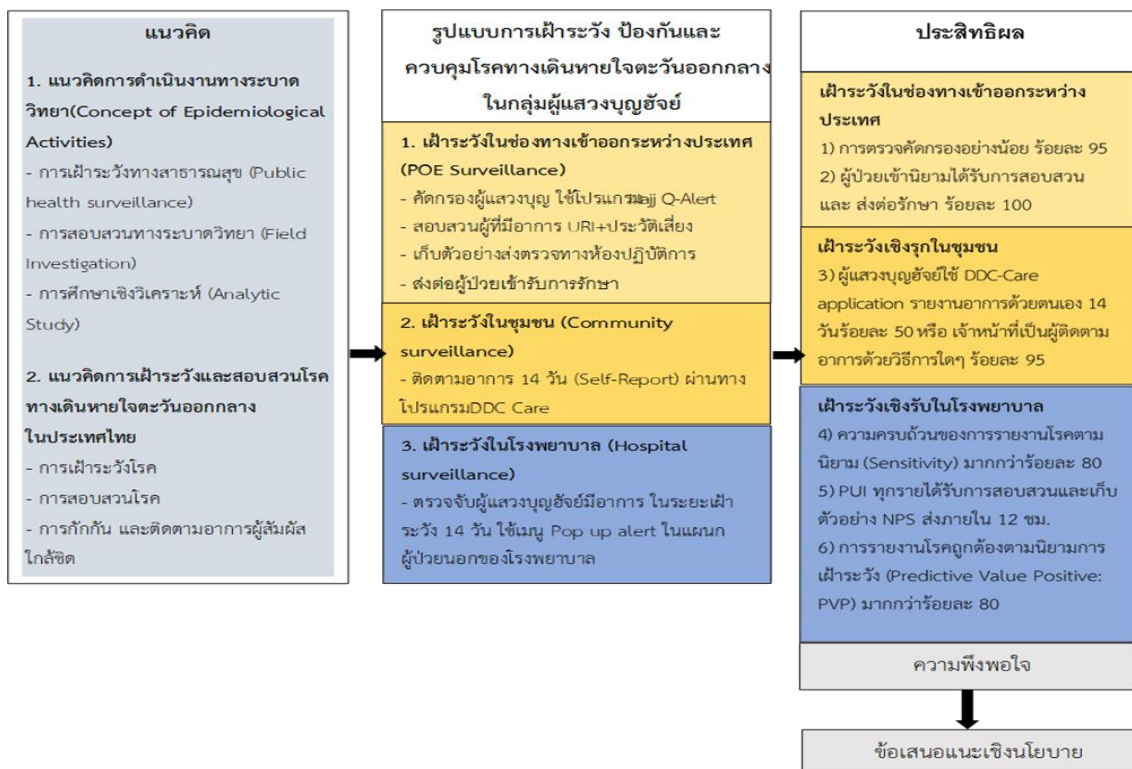 แนวคิด
1. แนวคิดการดำเนินงานทางระบาด
วิทยา(Concept of Epidemiological
Activities)
- การเฝ้าระวังทางสาธารณสุข (Public
health surveillance)
- การสอบสวนทางระบาดวิทยา (Field
Investigation)
- การศึกษาเชิงวิเคราะห์ (Analytic
Study)
2. แนวคิดการเฝ้าระวังและสอบสวนโรค
ทางเดินหายใจตะวันออกกลาง
ในประเทศไทย
- การเฝ้าระวังโรค
- การสอบสวนโรค
- การกักกัน และติดตามอาการผู้สัมผัส
ใกล้ชิด
รูปแบบการเฝ้าระวัง ป้องกันและ
ควบคุมโรคทางเดินหายใจตะวันออกกลาง
ในกลุ่มผู้แสวงบุญฮัจย์
1. เฝ้าระวังในช่องทางเข้าออกระหว่างประเทศ
(POE Surveillance)
- คัดกรองผู้แสวงบุญ ใช้โปรแกรม Q-Alert
- สอบสวนผู้ที่มีอาการ URI+ประวัติเสี่ยง
- เก็บตัวอย่างส่งตรวจทางห้องปฏิบัติการ
- ส่งต่อผู้ป่วยเข้ารับการรักษา
2. เฝ้าระวังในชุมชน (Community
surveillance)
- ติดตามอาการ 14 วัน (Self-Report) ผ่านทาง
โปรแกรมDDC Care
3. เฝ้าระวังในโรงพยาบาล (Hospital
surveillance)
- ตรวจจับผู้แสวงบุญฮัจย์มีอาการ ในระยะเฝ้า
ระวัง 14 วัน ใช้เมนู Pop up alert ในแผนก
ผู้ป่วยนอกของโรงพยาบาล
ประสิทธิผล
เฝ้าระวังในช่องทางเข้าออกระหว่าง
ประเทศ
1) การตรวจคัดกรองอย่างน้อย ร้อยละ 95
2) ผู้ป่วยเข้านิยามได้รับการสอบสวน
และ ส่งต่อรักษา ร้อยละ 100
เฝ้าระวังเชิงรุกในชุมชน
3) ผู้แสวงบุญฮัจย์ใช้ DDC-Care
application รายงานอาการด้วยตนเอง 14
วันร้อยละ 50 หรือ เจ้าหน้าที่เป็นผู้ติดตาม
อาการด้วยวิธีการใดๆ ร้อยละ 95
เฝ้าระวังเชิงรับในโรงพยาบาล
4) ความครบถ้วนของการรายงานโรคตาม
นิยาม (Sensitivity) มากกว่าร้อยละ 80
5) PUI ทุกรายได้รับการสอบสวนและเก็บ
ตัวอย่าง NPS ส่งภายใน 12 ชม.
6) การรายงานโรคถูกต้องตามนิยามการ
เฝ้าระวัง (Predictive Value Positive:
PVP) มากกว่าร้อยละ 80
ความพึงพอใจ
ข้อเสนอแนะเชิงนโยบาย